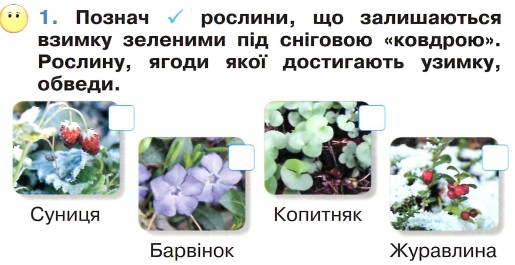 1. Познач ✓ рослини, що залишаються
взимку зеленими під сніговою «ковдрою».
Рослину, ягоди якої достигають узимку,
обведи.
Суниця
Барвінок
Копитняк
Журавлина